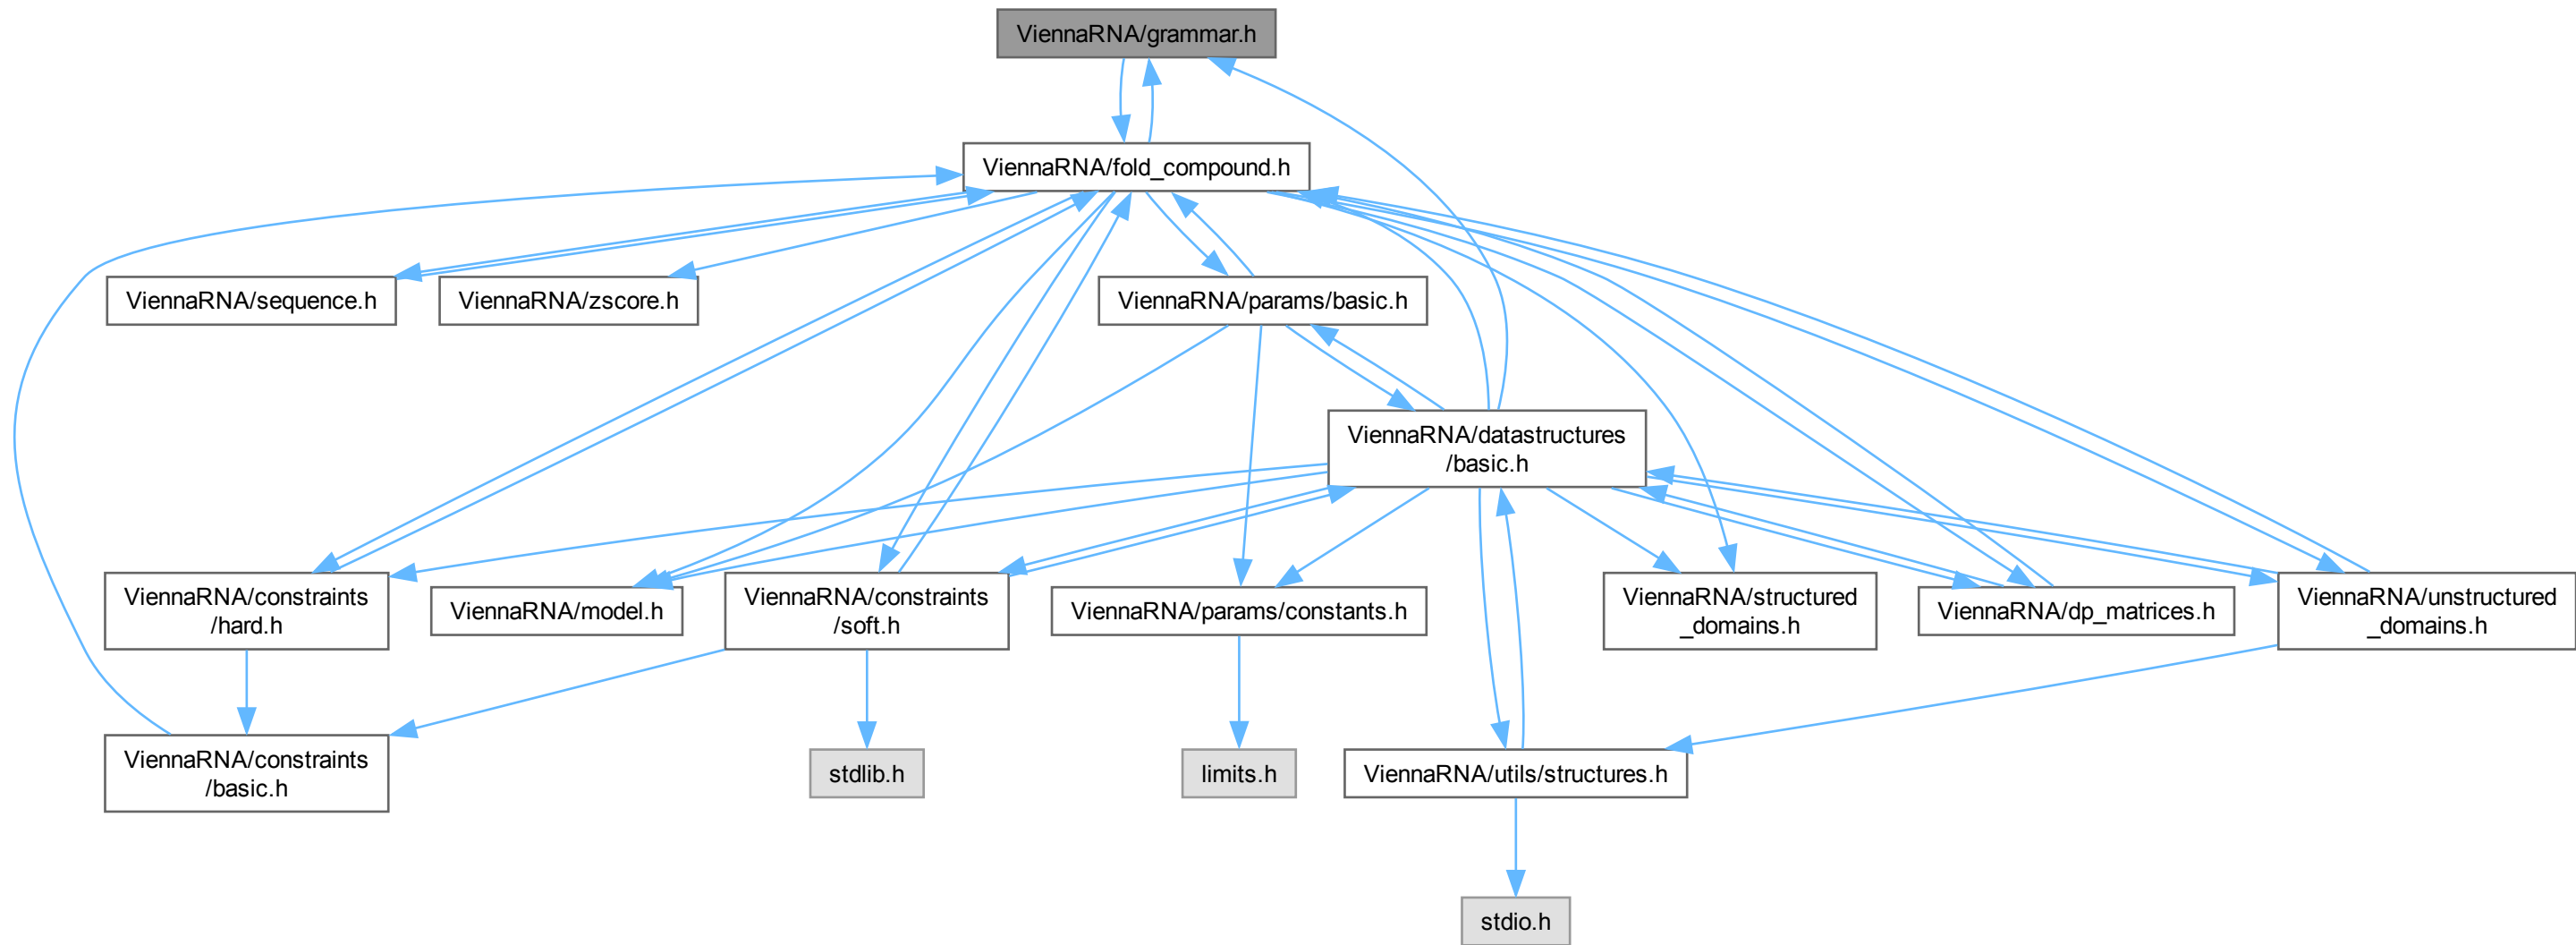 ViennaRNA/grammar.h
ViennaRNA/fold_compound.h
ViennaRNA/sequence.h
ViennaRNA/zscore.h
ViennaRNA/params/basic.h
ViennaRNA/datastructures
/basic.h
ViennaRNA/constraints
/hard.h
ViennaRNA/model.h
ViennaRNA/constraints
/soft.h
ViennaRNA/params/constants.h
ViennaRNA/structured
_domains.h
ViennaRNA/dp_matrices.h
ViennaRNA/unstructured
_domains.h
ViennaRNA/constraints
/basic.h
stdlib.h
limits.h
ViennaRNA/utils/structures.h
stdio.h